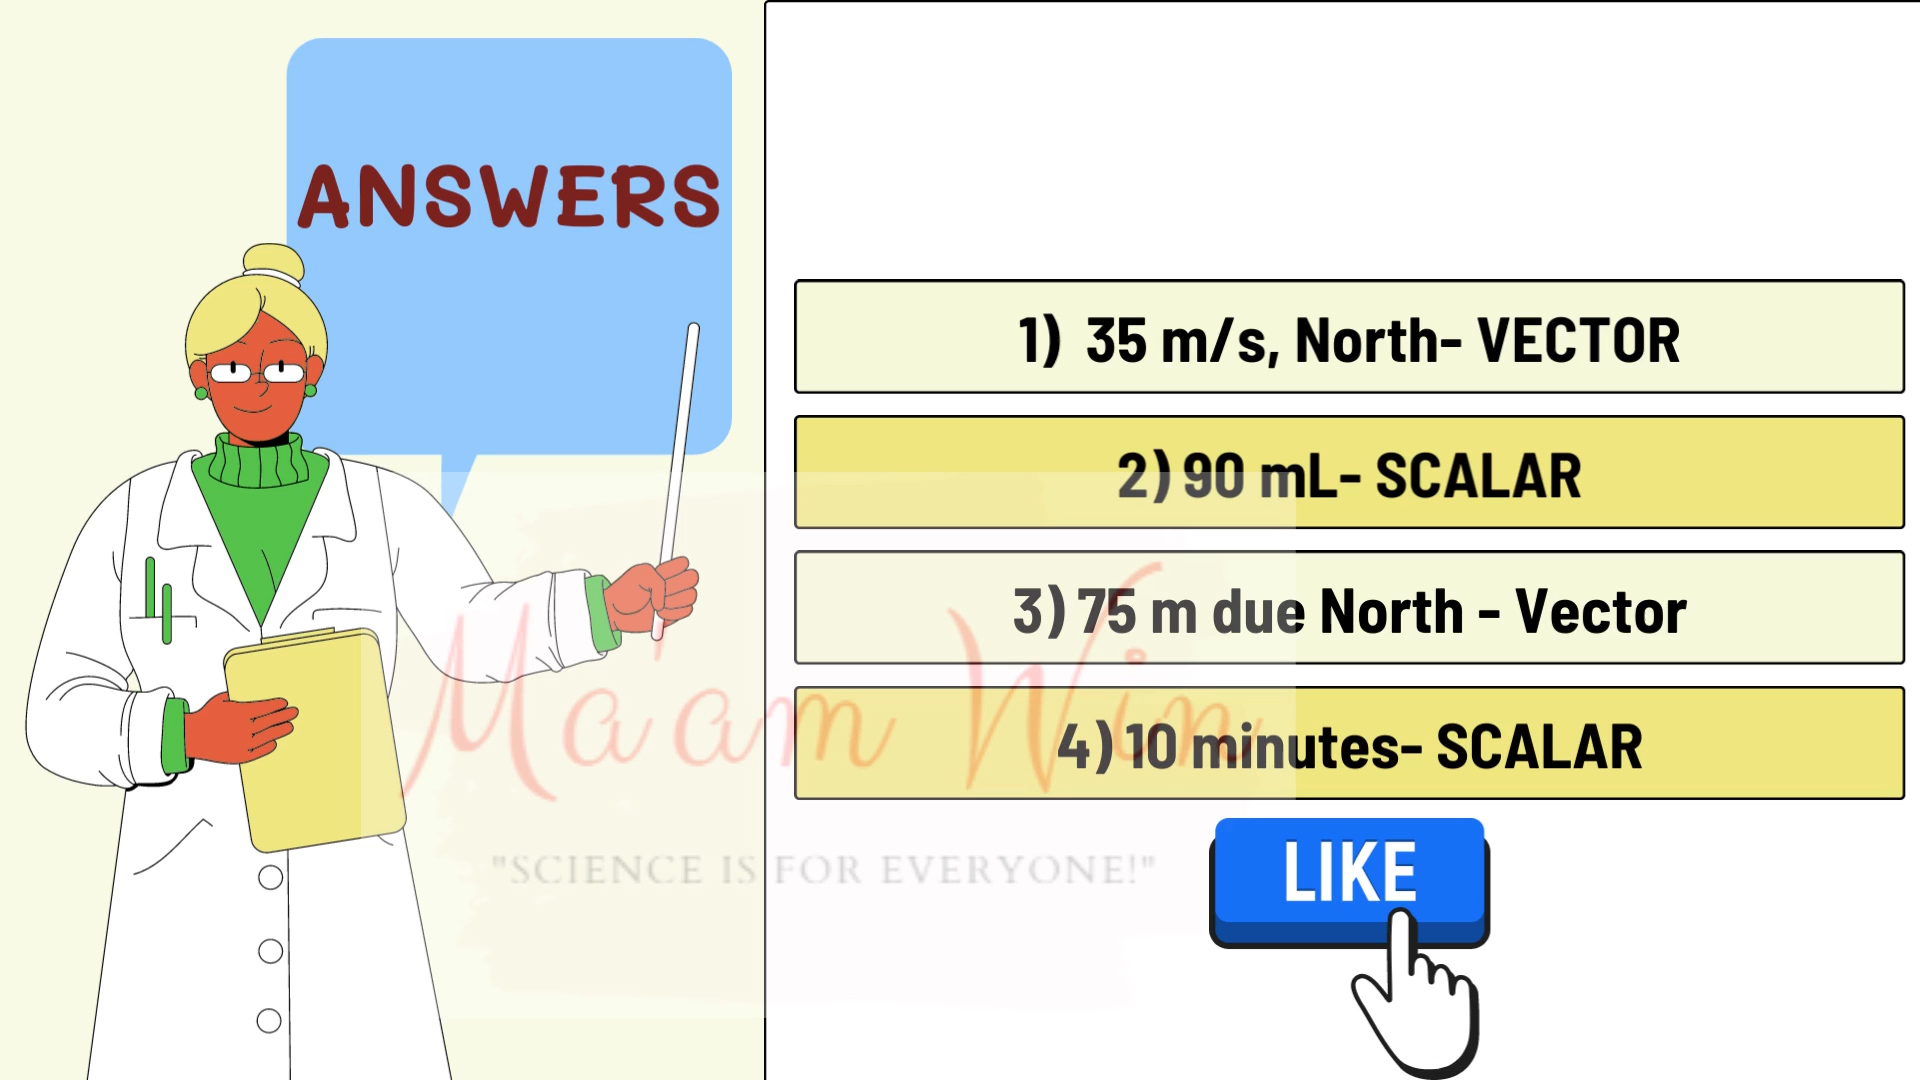 ANSWERS
1) 35 m/s, North- VECTOR
2) 90 mL- SCALAR
3) 75 m due North - Vector
4) 10 minutes- SCALAR
Ma'am Win
"SCIENCE IS FOR EVERYONE!"
LIKE